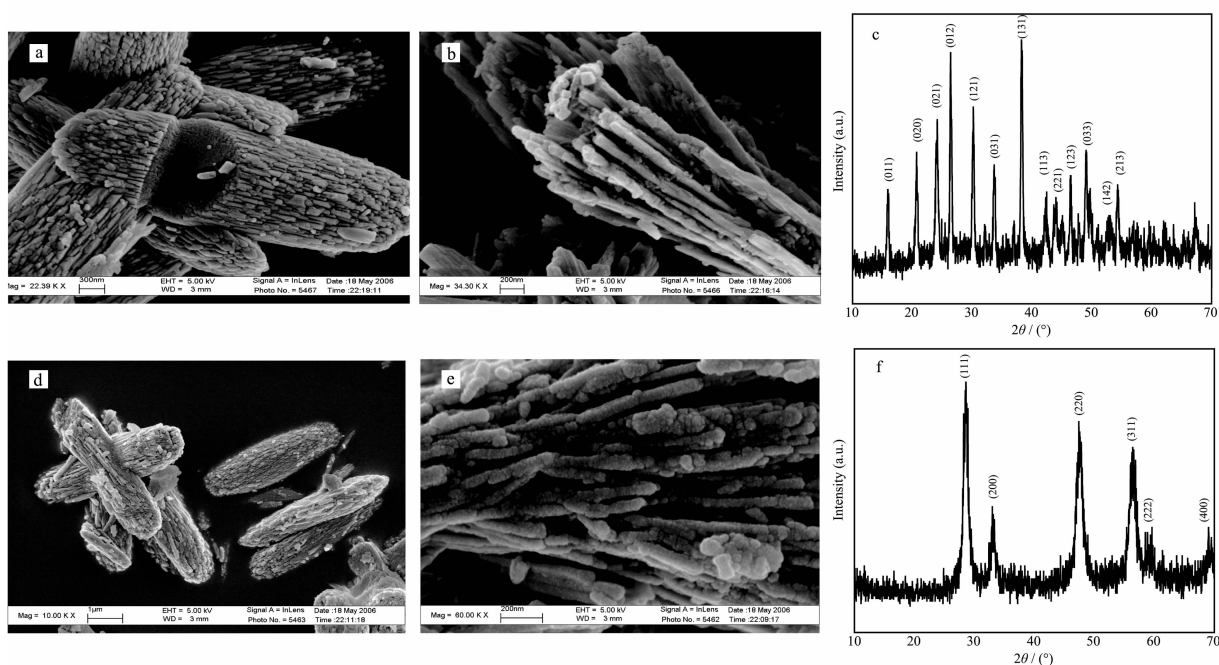 a
Mag = 22.39 K X
300nm
EHT = 5.00 kV
WD = 3 mm
Signal A = InLens
Photo No. = 5467
Date :18 May 2006
Time :22:19:11
b
Mag = 34.30 K X
200nm
EHT = 5.00 kV
WD = 3 mm
Signal A = InLens
Photo No. = 5466
Date :18 May 2006
Time :22:16:14
c
Intensity (a.u.)
(011)
(020)
(021)
(012)
(121)
(031)
(131)
(113)
(221)
(123)
(033)
(142)
(213)
10 20 30 40 50 60 70
2θ / (°)
d
Mag = 10.00 K X
1µm
EHT = 5.00 kV
WD = 3 mm
Signal A = InLens
Photo No. = 5463
Date :18 May 2006
Time :22:11:18
e
Mag = 60.00 K X
200nm
EHT = 5.00 kV
WD = 3 mm
Signal A = InLens
Photo No. = 5462
Date :18 May 2006
Time :22:09:17
f
Intensity (a.u.)
(111)
(200)
(220)
(311)
(222)
(400)
10 20 30 40 50 60 70
2θ / (°)